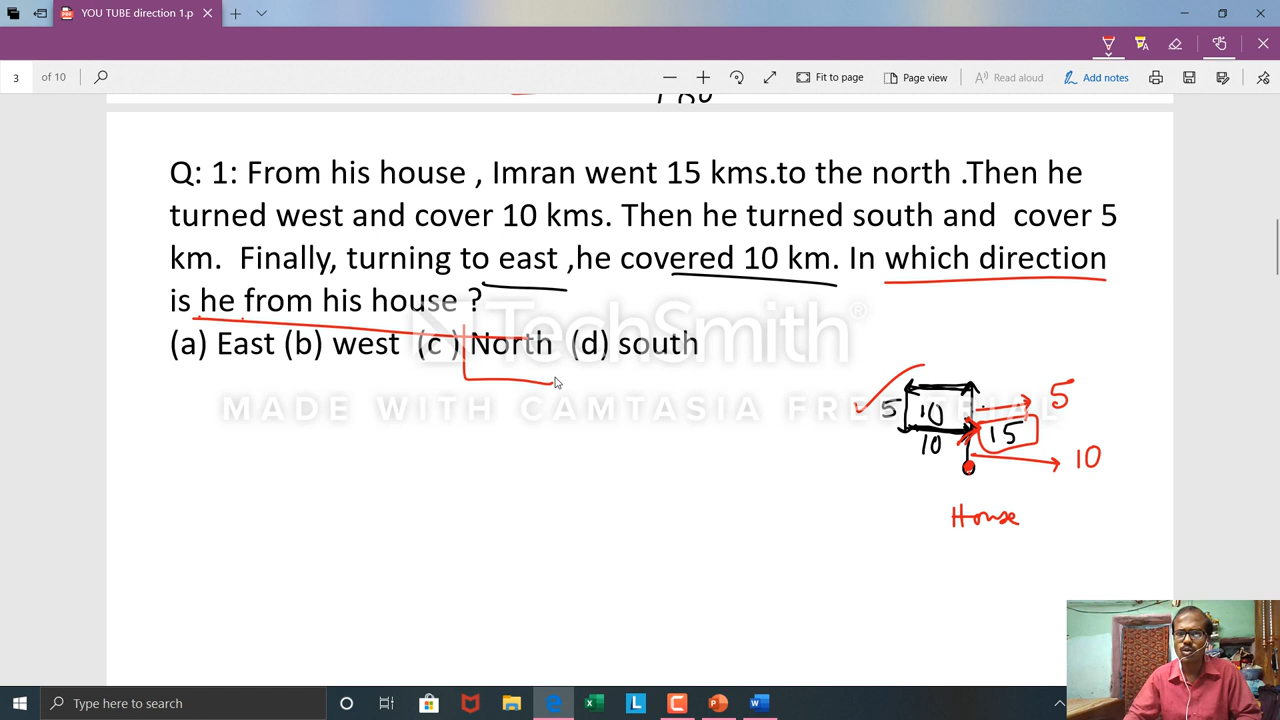 YOU TUBE direction 1.p
3 of 10
Fit to page
Page view
Read aloud
Add notes
Q: 1: From his house , Imran went 15 kms.to the north .Then he
turned west and cover 10 kms. Then he turned south and cover 5
km. Finally, turning to east ,he covered 10 km. In which direction
is he from his house ?
(a) East (b) west (c ) North (d) south
TechSmith
MADE WITH CAMTASIA FREE TRIAL
5
5
10
15
10
10
House
Type here to search